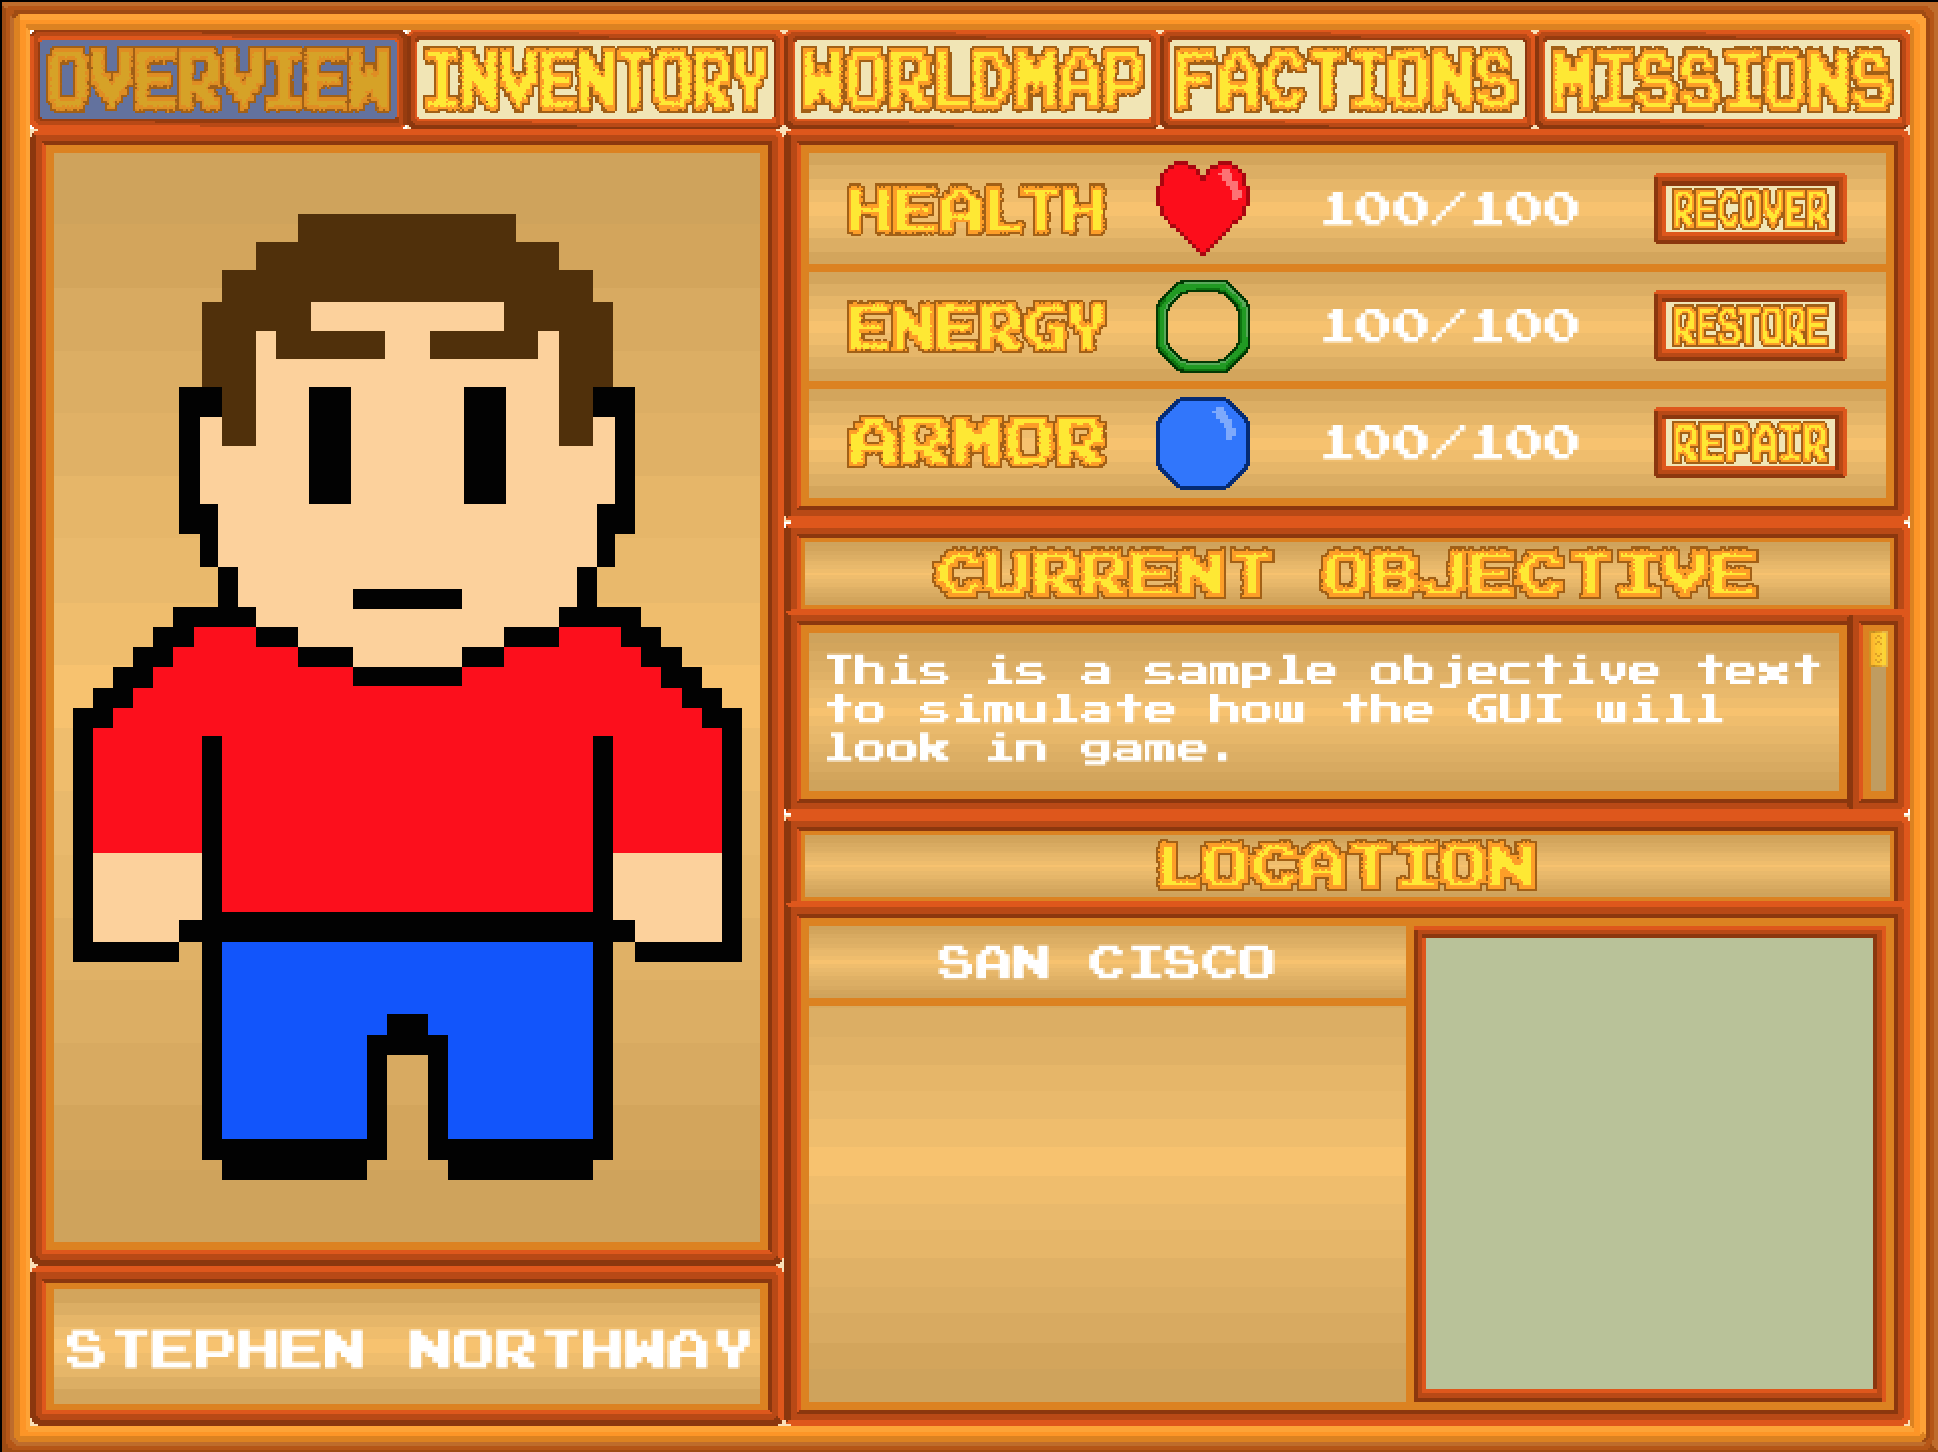 OVERVIEW INVENTORY WORLDMAP FACTIONS MISSIONS
HEALTH 100/100 RECOVER
ENERGY 100/100 RESTORE
ARMOR 100/100 REPAIR
CURRENT OBJECTIVE
This is a sample objective text
to simulate how the GUI will
look in game.
LOCATION
SAN CISCO
STEPHEN NORTHWAY